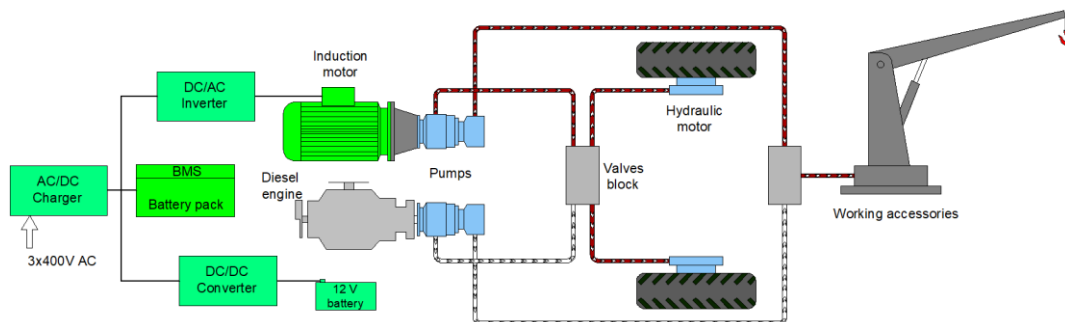 DC/AC
Inverter
Induction
motor
Hydraulic
motor
AC/DC
Charger
BMS
Battery pack
Diesel
engine
Pumps
Valves
block
Working accessories
3x400V AC
DC/DC
Converter
12 V
battery